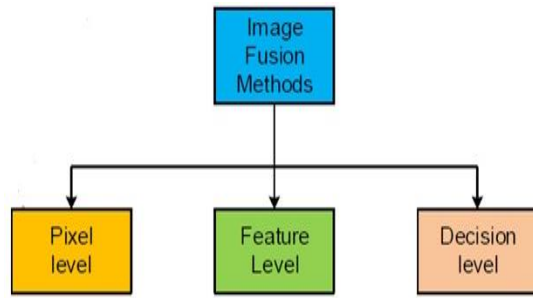 Image
Fusion
Methods
Pixel
level
Feature
Level
Decision
level